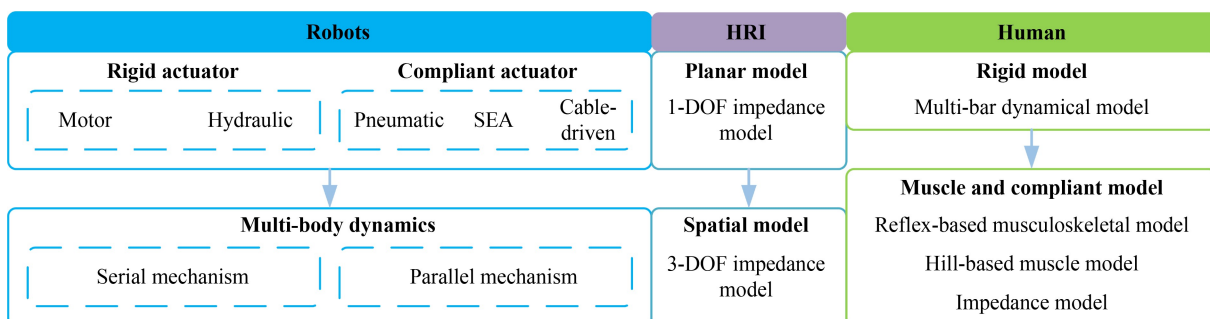 Robots
HRI
Human
Rigid actuator
Compliant actuator
Motor
Hydraulic
Pneumatic
SEA
Cable-
driven
Planar model
1-DOF impedance
model
Rigid model
Multi-bar dynamical model
Multi-body dynamics
Serial mechanism
Parallel mechanism
Spatial model
3-DOF impedance
model
Muscle and compliant model
Reflex-based musculoskeletal model
Hill-based muscle model
Impedance model